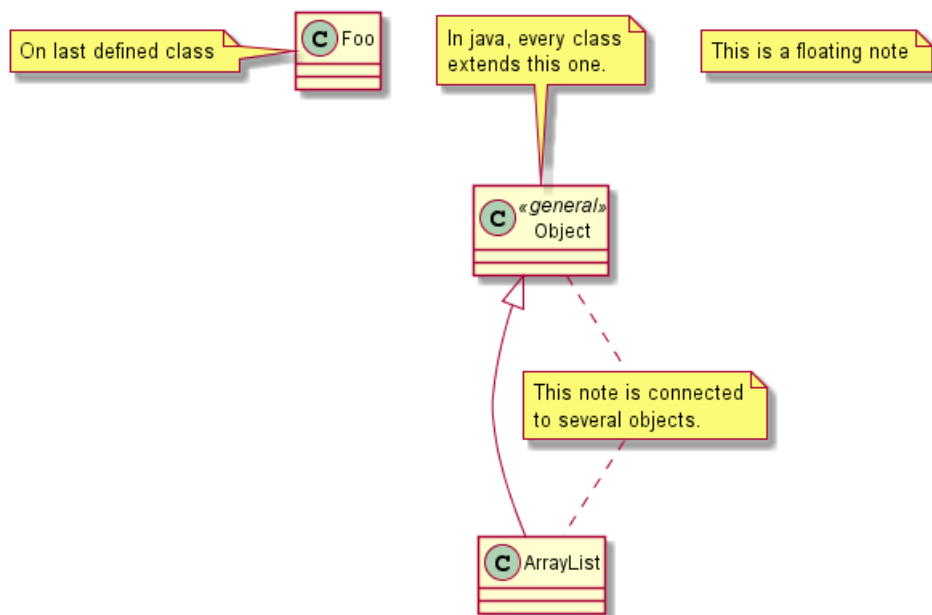 On last defined class
C Foo
In java, every class
extends this one.
This is a floating note
C «general»
Object
This note is connected
to several objects.
C ArrayList